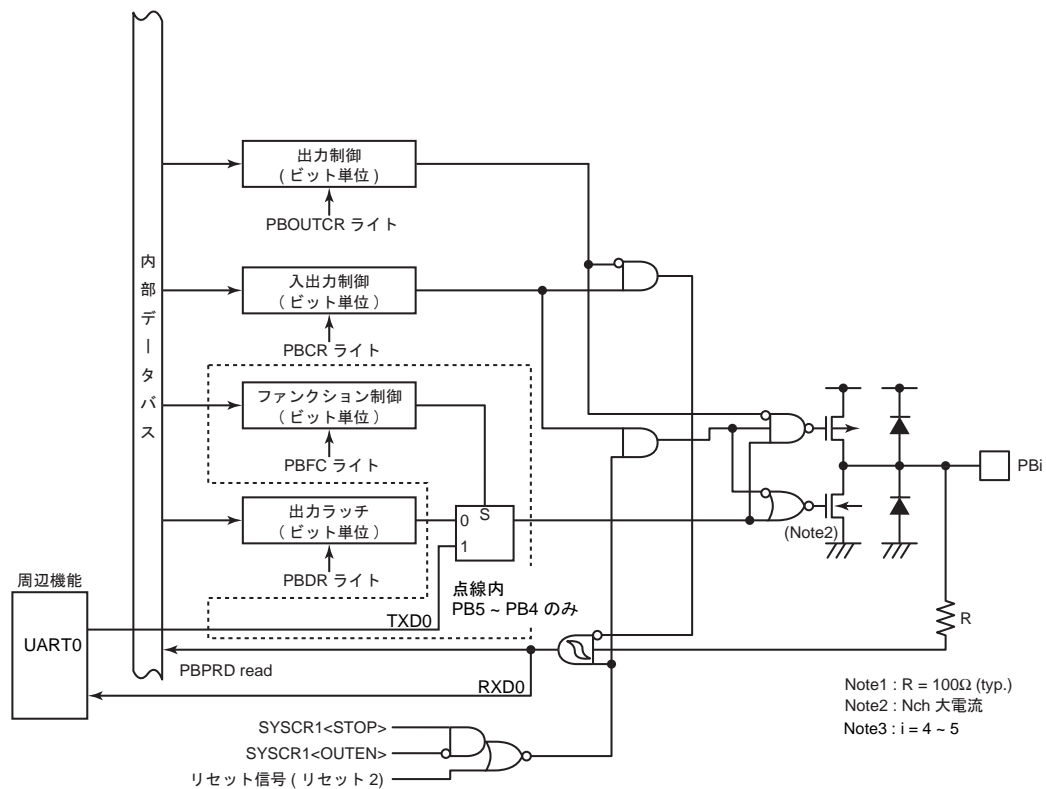 出力制御
( ビット単位 )
PBOUTCR ライト
内部データバス
入出力制御
( ビット単位 )
PBCR ライト
ファンクション制御
( ビット単位 )
PBFC ライト
出力ラッチ
( ビット単位 )
PBDR ライト
0
S
1
点線内
PB5 ~ PB4 のみ
周辺機能
UART0
TXD0
PBPRD read
RXD0
SYSCR1<STOP>
SYSCR1<OUTEN>
リセット信号 ( リセット 2)
PBi
(Note2)
R
Note1 : R = 100Ω (typ.)
Note2 : Nch 大電流
Note3 : i = 4 ~ 5